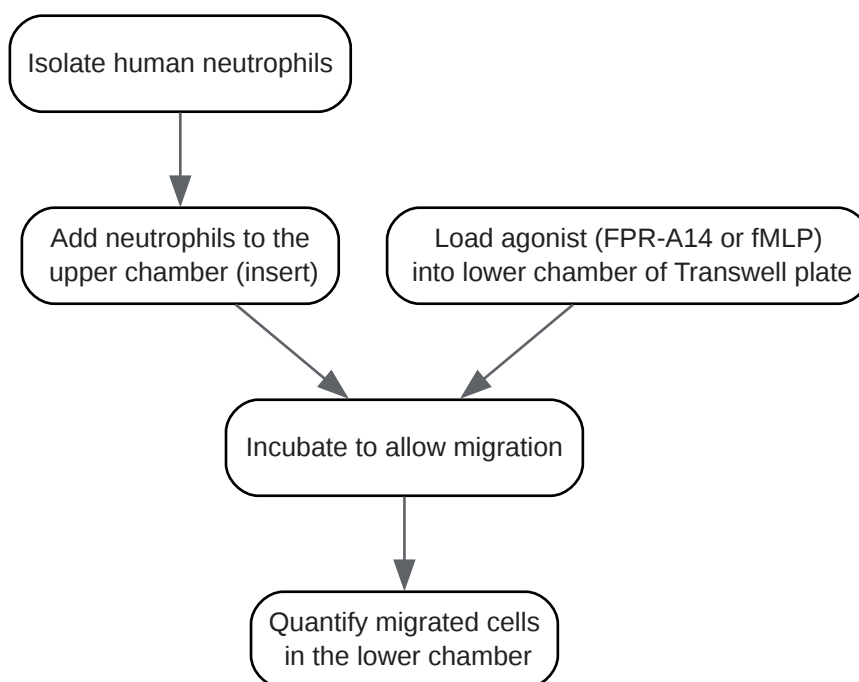 Isolate human neutrophils
Add neutrophils to the
upper chamber (insert)
Load agonist (FPR-A14 or fMLP)
into lower chamber of Transwell plate
Incubate to allow migration
Quantify migrated cells
in the lower chamber